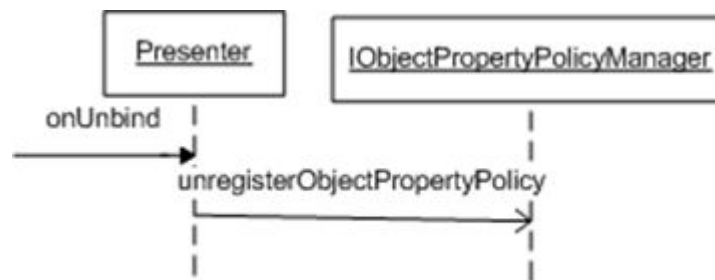 Presenter
IObjectPropertyPolicyManager
onUnbind
unregisterObjectPropertyPolicy